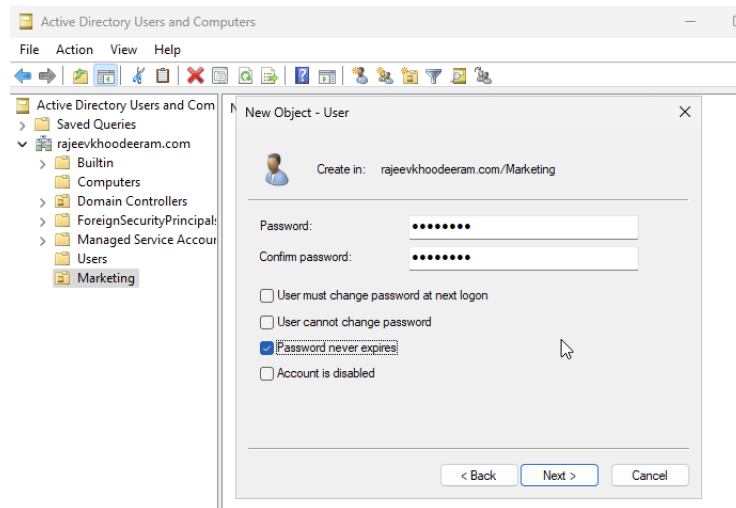 Active Directory Users and Computers
File Action View Help
Active Directory Users and Com
Saved Queries
rajeevkhoodeeram.com
Builtin
Computers
Domain Controllers
ForeignSecurityPrincipals
Managed Service Accour
Users
Marketing
New Object - User
Create in: rajeevkhoodeeram.com/Marketing
Password: ••••••••
Confirm password: ••••••••
User must change password at next logon
User cannot change password
Password never expires
Account is disabled
< Back Next > Cancel